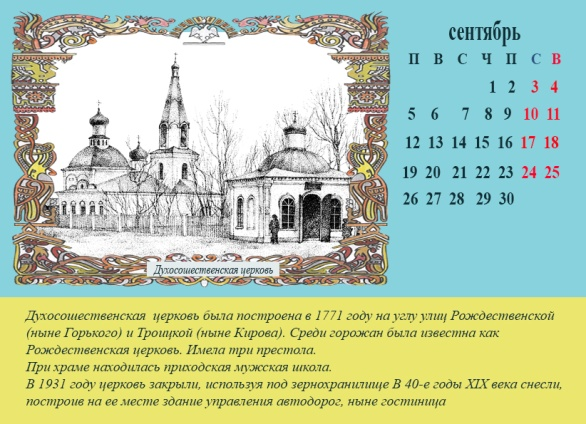 сентябрь
П В С Ч П С В
1 2 3 4
5 6 7 8 9 10 11
12 13 14 15 16 17 18
19 20 21 22 23 24 25
26 27 28 29 30
Духосошественская церковь
Духосошественская церковь была построена в 1771 году на углу улиц Рождественской
(ныне Горького) и Троицкой (ныне Кирова). Среди горожан была известна как
Рождественская церковь. Имела три престола.
При храме находилась приходская мужская школа.
В 1931 году церковь закрыли, используя под зернохранилище В 40-е годы XIX века снесли,
построив на ее месте здание управления автодорог, ныне гостиница